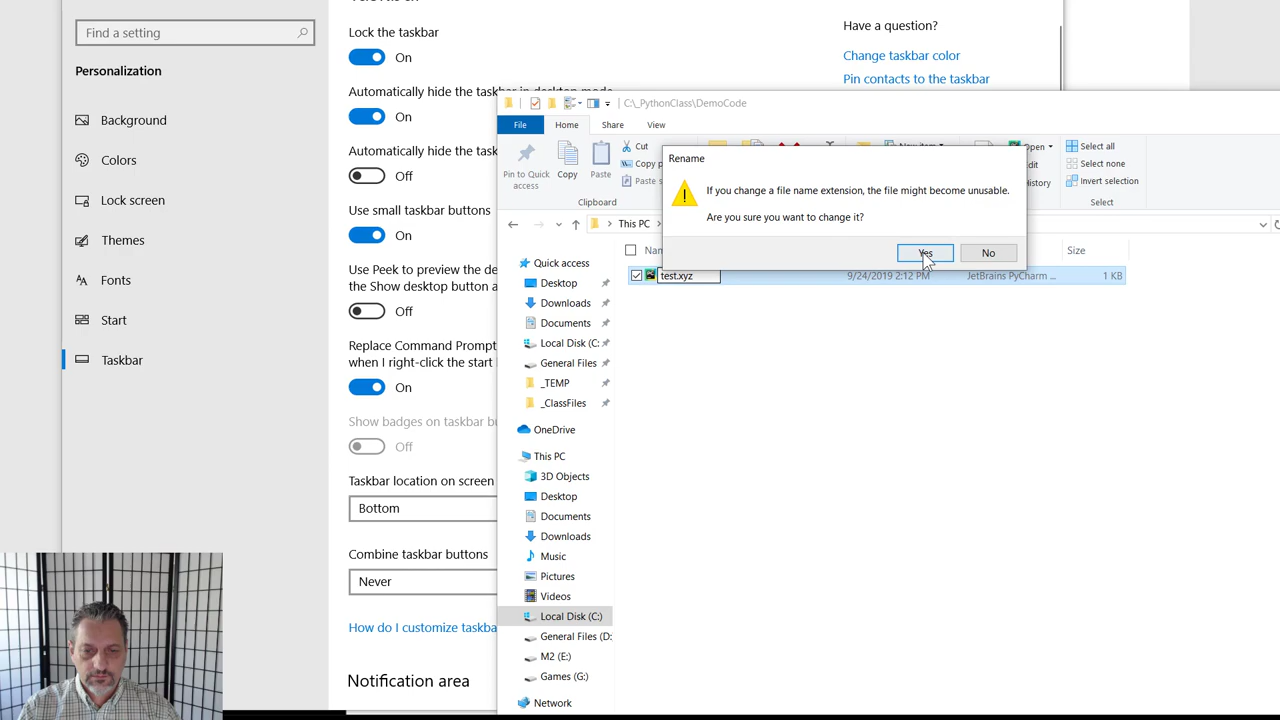 Find a setting
Personalization
Background
Colors
Lock screen
Themes
Fonts
Start
Taskbar
Lock the taskbar
On
Automatically hide the taskbar in desktop mode
On
Automatically hide the task
Off
Use small taskbar buttons
On
Use Peek to preview the de
the Show desktop button a
Off
Replace Command Prompt
when I right-click the start
On
Show badges on taskbar bu
Off
Taskbar location on screen
Bottom
Combine taskbar buttons
Never
How do I customize taskba
Notification area
Have a question?
Change taskbar color
Pin contacts to the taskbar
C:\_PythonClass\DemoCode
File
Home
Share
View
Pin to Quick
access
Copy
Paste
Cut
Copy p
Paste s
Clipboard
New item
Open
dit
History
Select all
Select none
Invert selection
Select
Rename
If you change a file name extension, the file might become unusable.
Are you sure you want to change it?
Yes
No
This PC
Nam
Size
test.xyz
9/24/2019 2:12 PM
JetBrains PyCharm ...
1 KB
Quick access
Desktop
Downloads
Documents
Local Disk (C:
General Files
_TEMP
_ClassFiles
OneDrive
This PC
3D Objects
Desktop
Documents
Downloads
Music
Pictures
Videos
Local Disk (C:)
General Files (D:
M2 (E:)
Games (G:)
Network